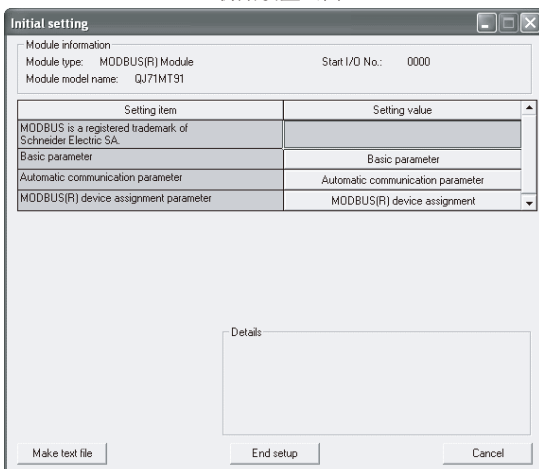 Initial setting
Module information
Module type: MODBUS(R) Module Start I/O No.: 0000
Module model name: QJ71MT91
Setting item Setting value
MODBUS is a registered trademark of
Schneider Electric SA.
Basic parameter Basic parameter
Automatic communication parameter Automatic communication parameter
MODBUS(R) device assignment parameter MODBUS(R) device assignment
Details
Make text file End setup Cancel